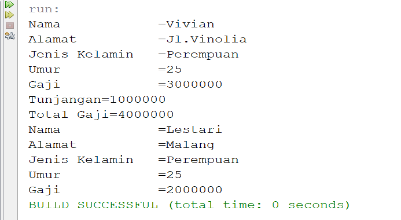 run:
Nama =Vivian
Alamat =Jl.Vinolia
Jenis Kelamin =Perempuan
Umur =25
Gaji =3000000
Tunjangan=1000000
Total Gaji=4000000
Nama =Lestari
Alamat =Malang
Jenis Kelamin =Perempuan
Umur =25
Gaji =2000000
BUILD SUCCESSFUL (total time: 0 seconds)